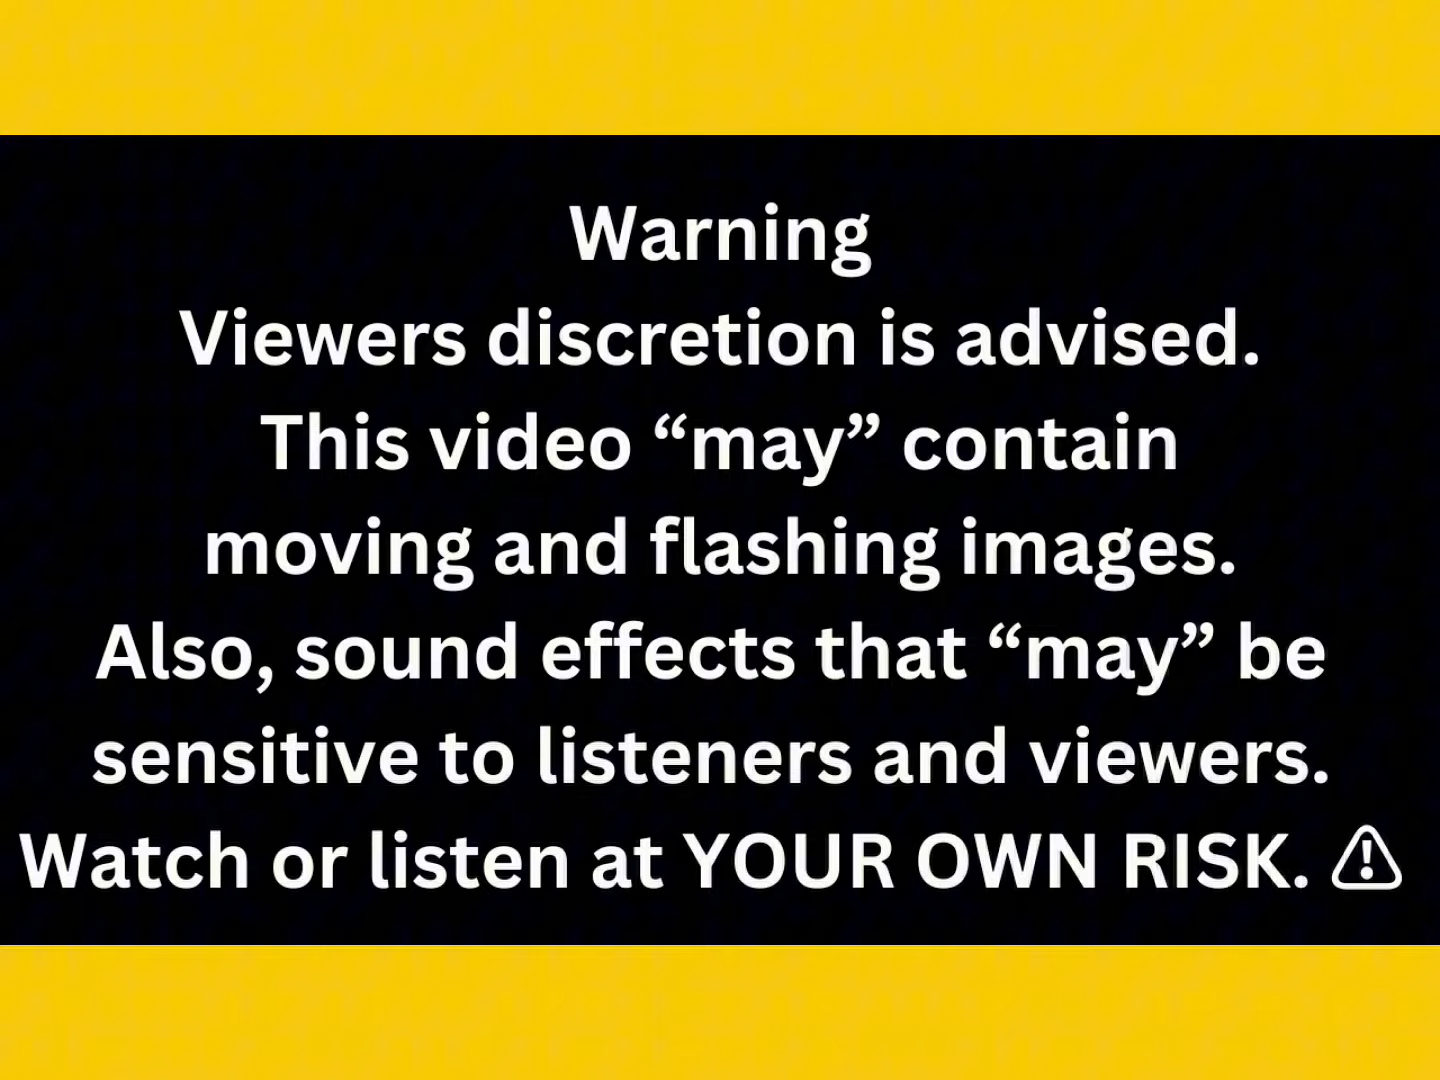 Warning
Viewers discretion is advised.
This video “may” contain
moving and flashing images.
Also, sound effects that “may” be
sensitive to listeners and viewers.
Watch or listen at YOUR OWN RISK. ⚠